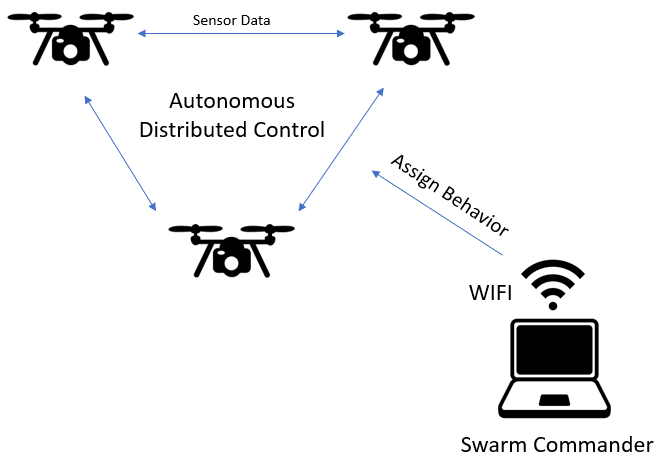 Sensor Data
Autonomous
Distributed Control
Assign Behavior
WIFI
Swarm Commander